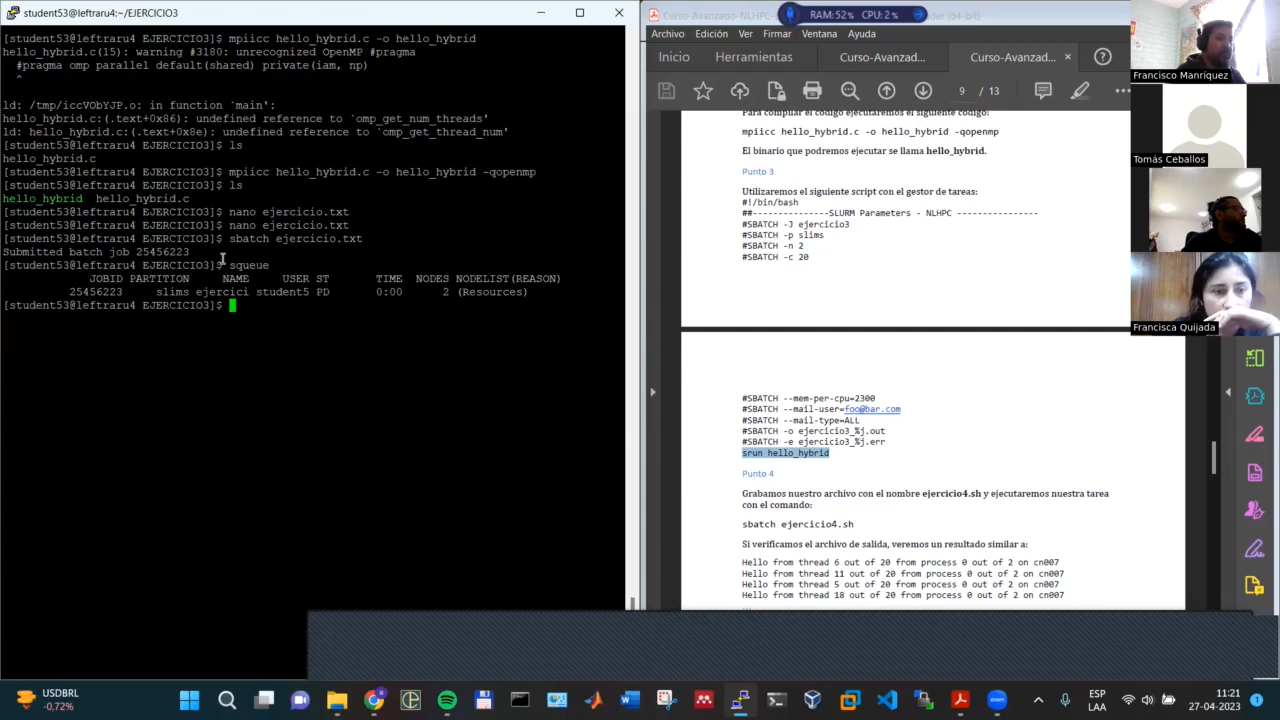 student53@leftraru4:~/EJERCICIO3
[student53@leftraru4 EJERCICIO3]$ mpiicc hello_hybrid.c -o hello_hybrid
hello_hybrid.c(15): warning #3180: unrecognized OpenMP #pragma
#pragma omp parallel default(shared) private(iam, np)
^
ld: /tmp/iccVObYJP.o: in function `main':
hello_hybrid.c:(.text+0x86): undefined reference to `omp_get_num_threads'
ld: hello_hybrid.c:(.text+0x8e): undefined reference to `omp_get_thread_num'
[student53@leftraru4 EJERCICIO3]$ ls
hello_hybrid.c
[student53@leftraru4 EJERCICIO3]$ mpiicc hello_hybrid.c -o hello_hybrid -qopenmp
[student53@leftraru4 EJERCICIO3]$ ls
hello_hybrid  hello_hybrid.c
[student53@leftraru4 EJERCICIO3]$ nano ejercicio.txt
[student53@leftraru4 EJERCICIO3]$ nano ejercicio.txt
[student53@leftraru4 EJERCICIO3]$ sbatch ejercicio.txt
Submitted batch job 25456223
[student53@leftraru4 EJERCICIO3]$ squeue
JOBID PARTITION NAME USER ST TIME NODES NODELIST(REASON)
25456223 slims ejercici student5 PD 0:00 2 (Resources)
[student53@leftraru4 EJERCICIO3]$
Curso-Avanzado-NLHPC-
RAM:52% CPU:2%
(64-bit)
Archivo Edición Ver Firmar Ventana Ayuda
Inicio Herramientas Curso-Avanzad... Curso-Avanzad... ×
9 / 13
Para compilar el código ejecutaremos el siguiente código:
mpiicc hello_hybrid.c -o hello_hybrid -qopenmp
El binario que podremos ejecutar se llama hello_hybrid.
Punto 3
Utilizaremos el siguiente script con el gestor de tareas:
#!/bin/bash
##---------------SLURM Parameters - NLHPC ----------------
#SBATCH -J ejercicio3
#SBATCH -p slims
#SBATCH -n 2
#SBATCH -c 20
#SBATCH --mem-per-cpu=2300
#SBATCH --mail-user=foo@bar.com
#SBATCH --mail-type=ALL
#SBATCH -o ejercicio3_%j.out
#SBATCH -e ejercicio3_%j.err
srun hello_hybrid
Punto 4
Grabamos nuestro archivo con el nombre ejercicio4.sh y ejecutaremos nuestra tarea
con el comando:
sbatch ejercicio4.sh
Si verificamos el archivo de salida, veremos un resultado similar a:
Hello from thread 6 out of 20 from process 0 out of 2 on cn007
Hello from thread 11 out of 20 from process 0 out of 2 on cn007
Hello from thread 5 out of 20 from process 0 out of 2 on cn007
Hello from thread 18 out of 20 from process 0 out of 2 on cn007
Francisco Manríquez
Tomás Ceballos
Francisca Quijada
USDBRL
-0,72%
ESP
LAA
11:21
27-04-2023
1